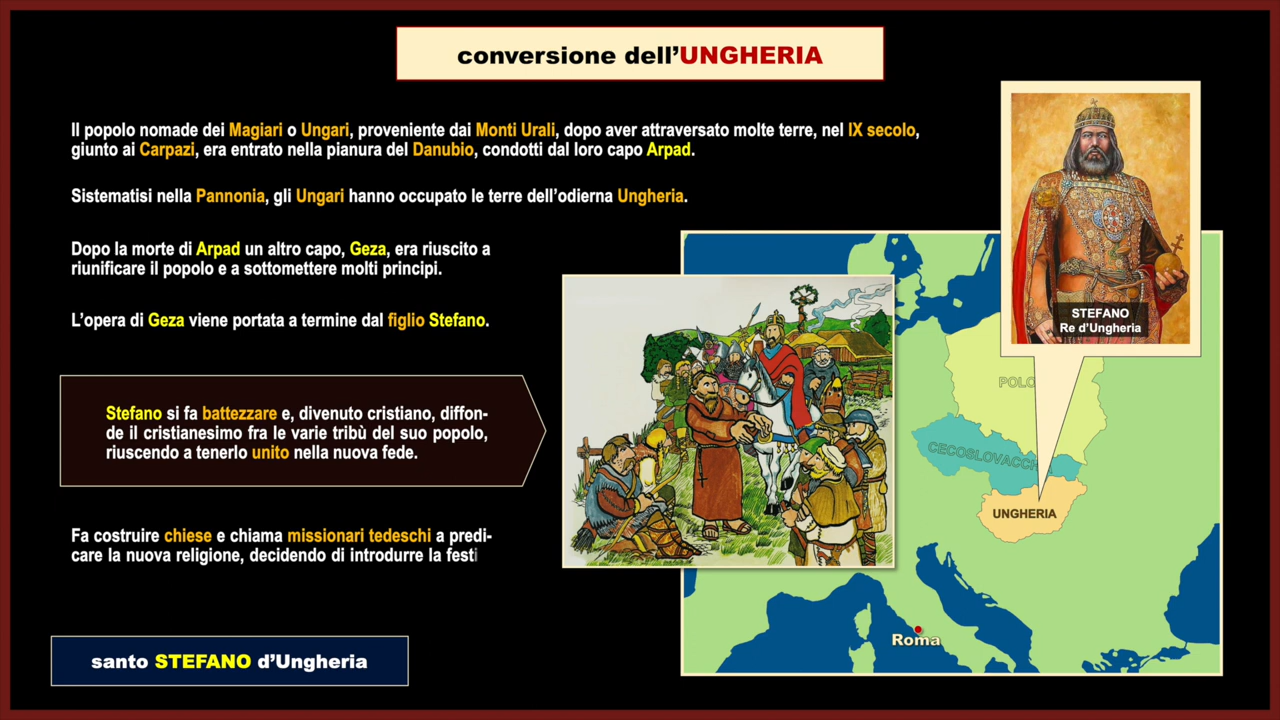 conversione dell'UNGHERIA
Il popolo nomade dei Magiari o Ungari, proveniente dai Monti Urali, dopo aver attraversato molte terre, nel IX secolo,
giunto ai Carpazi, era entrato nella pianura del Danubio, condotti dal loro capo Arpad.
Sistematisi nella Pannonia, gli Ungari hanno occupato le terre dell'odierna Ungheria.
Dopo la morte di Arpad un altro capo, Geza, era riuscito a
riunificare il popolo e a sottomettere molti principi.
L'opera di Geza viene portata a termine dal figlio Stefano.
Stefano si fa battezzare e, divenuto cristiano, diffon-
de il cristianesimo fra le varie tribù del suo popolo,
riuscendo a tenerlo unito nella nuova fede.
Fa costruire chiese e chiama missionari tedeschi a predi-
care la nuova religione, decidendo di introdurre la festi
santo STEFANO d'Ungheria
STEFANO
Re d'Ungheria
POLO
CECOSLOVACCH
UNGHERIA
Roma